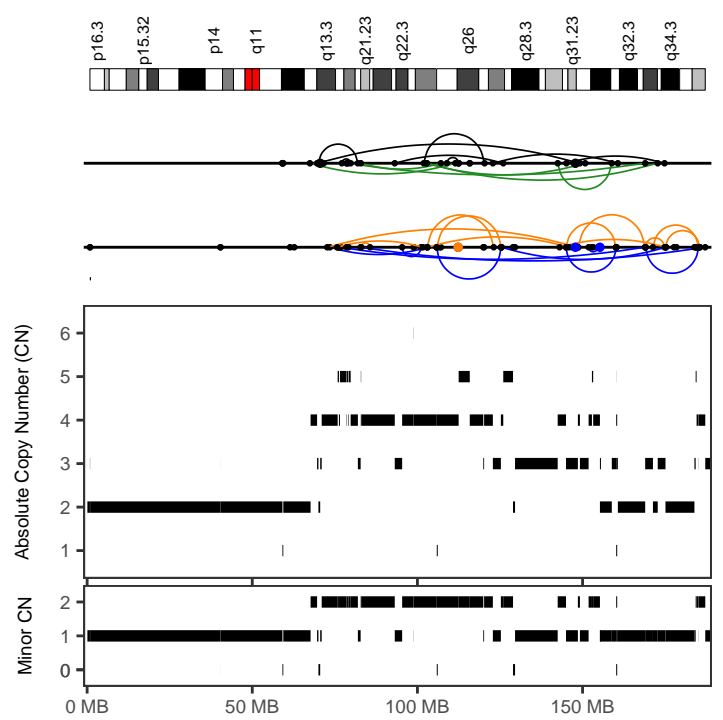 p16.3 p15.32 p14 q11 q13.3 q21.23 q22.3 q26 q28.3 q31.23 q32.3 q34.3
Absolute Copy Number (CN)
6
5
4
3
2
1
Minor CN
2
1
0
0 MB 50 MB 100 MB 150 MB